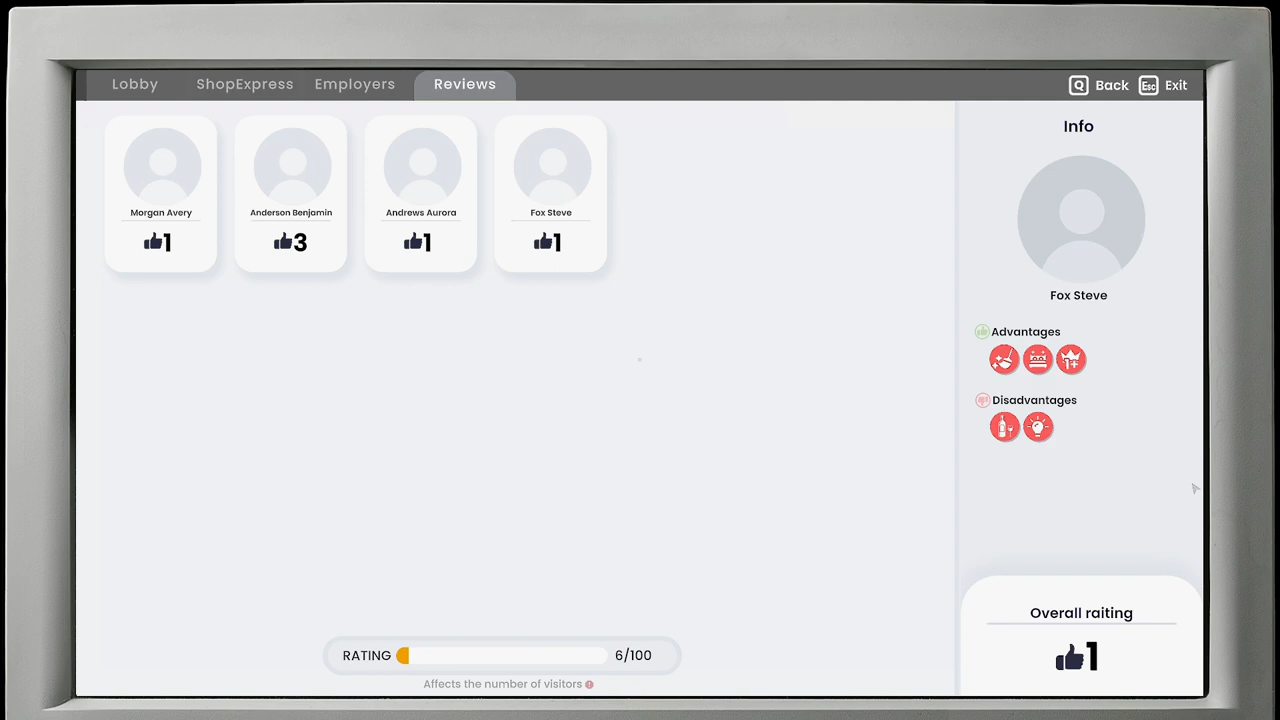 Lobby ShopExpress Employers Reviews Q Back Esc Exit
Morgan Avery
1
Anderson Benjamin
3
Andrews Aurora
1
Fox Steve
1
Info
Fox Steve
Advantages
Disadvantages
Overall raiting
1
RATING 6/100
Affects the number of visitors